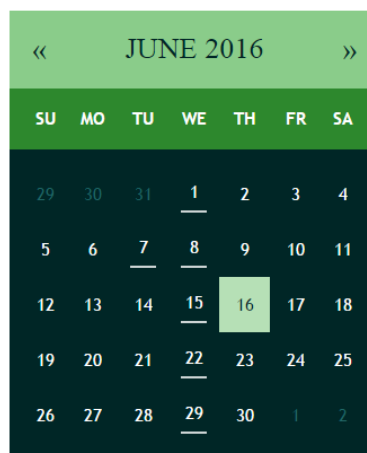 « JUNE 2016 »
SU MO TU WE TH FR SA
29 30 31 1 2 3 4
5 6 7 8 9 10 11
12 13 14 15 16 17 18
19 20 21 22 23 24 25
26 27 28 29 30 1 2